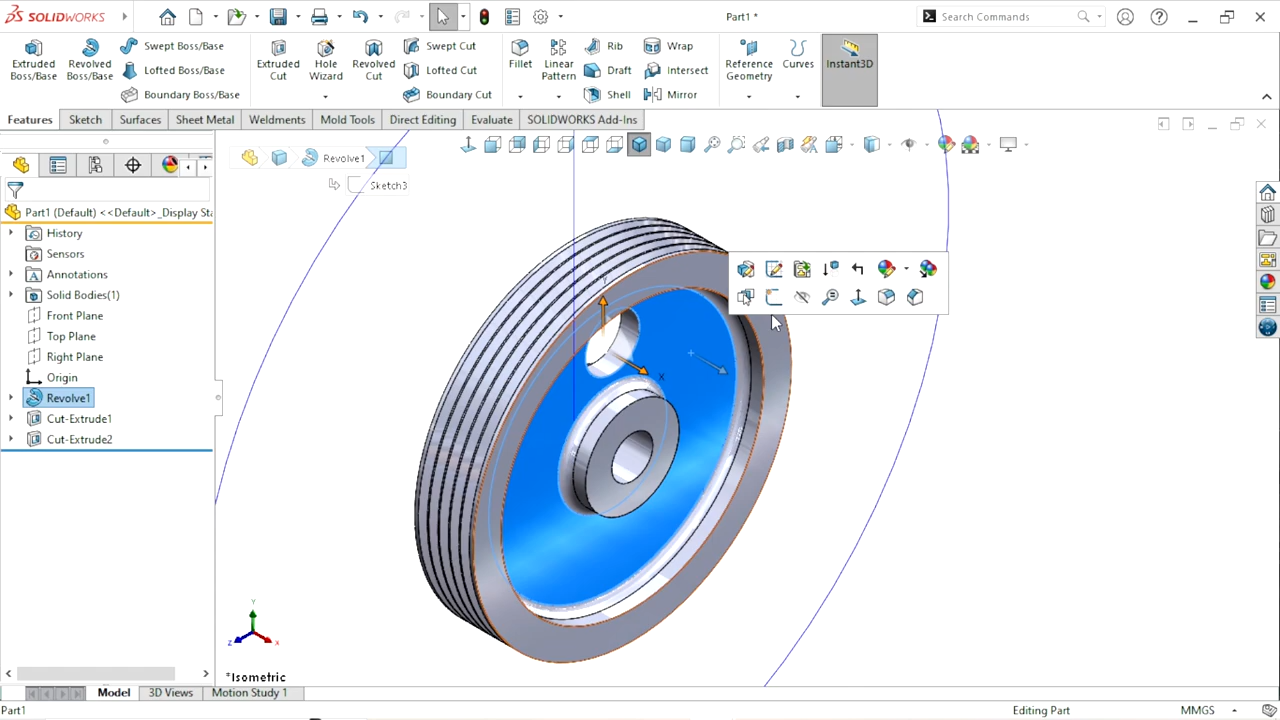 SOLIDWORKS
Part1 *
Search Commands
Extruded Boss/Base
Revolved Boss/Base
Swept Boss/Base
Lofted Boss/Base
Boundary Boss/Base
Extruded Cut
Hole Wizard
Revolved Cut
Swept Cut
Lofted Cut
Boundary Cut
Fillet
Linear Pattern
Rib
Draft
Shell
Wrap
Intersect
Mirror
Reference Geometry
Curves
Instant3D
Features
Sketch
Surfaces
Sheet Metal
Weldments
Mold Tools
Direct Editing
Evaluate
SOLIDWORKS Add-Ins
Revolve1
Sketch3
Part1 (Default) <<Default>_Display Sta
History
Sensors
Annotations
Solid Bodies(1)
Front Plane
Top Plane
Right Plane
Origin
Revolve1
Cut-Extrude1
Cut-Extrude2
Y
X
Y
Z
X
*Isometric
Model
3D Views
Motion Study 1
Part1
Editing Part
MMGS